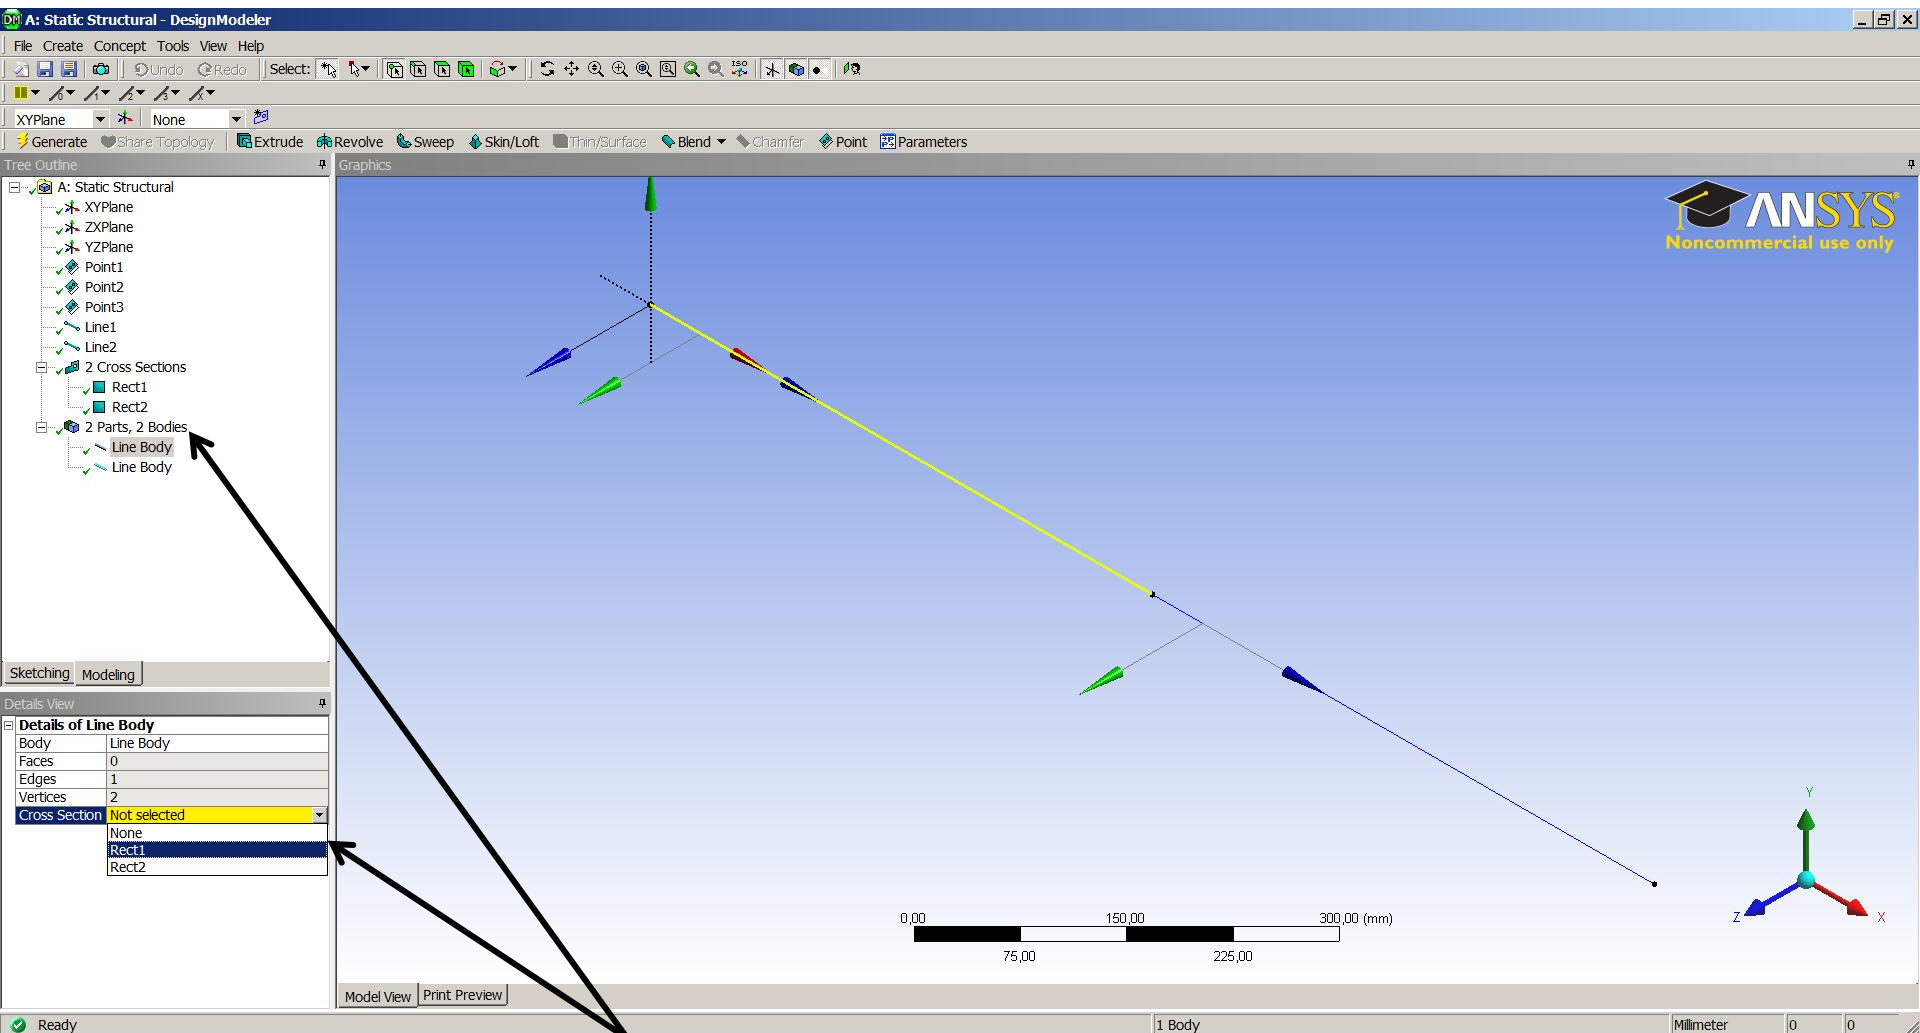 A: Static Structural - DesignModeler
File Create Concept Tools View Help
Undo Redo Select: ISO
0 1 2 3 x
XYPlane None
Generate Share Topology Extrude Revolve Sweep Skin/Loft Thin/Surface Blend Chamfer Point Parameters
Tree Outline
A: Static Structural
XYPlane
ZXPlane
YZPlane
Point1
Point2
Point3
Line1
Line2
2 Cross Sections
Rect1
Rect2
2 Parts, 2 Bodies
Line Body
Line Body
Sketching Modeling
Details View
Details of Line Body
Body Line Body
Faces 0
Edges 1
Vertices 2
Cross Section Not selected
None
Rect1
Rect2
Graphics
ANSYS
Noncommercial use only
0,00 150,00 300,00 (mm)
75,00 225,00
Y
Z X
Model View Print Preview
Ready 1 Body Millimeter 0 0